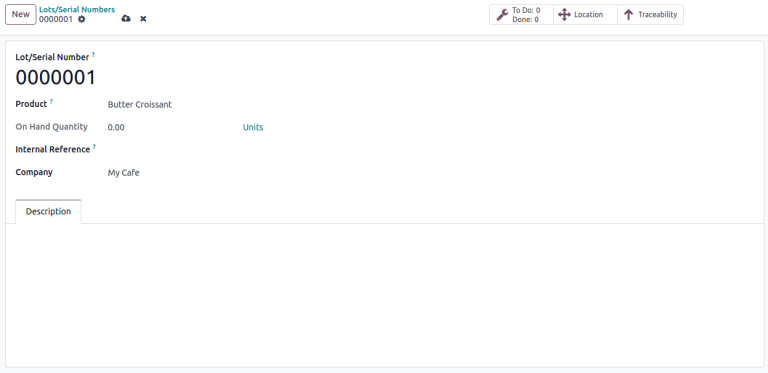 New
Lots/Serial Numbers
0000001
To Do: 0
Done: 0
Location
Traceability
Lot/Serial Number ?
0000001
Product ? Butter Croissant
On Hand Quantity 0.00 Units
Internal Reference ?
Company My Cafe
Description